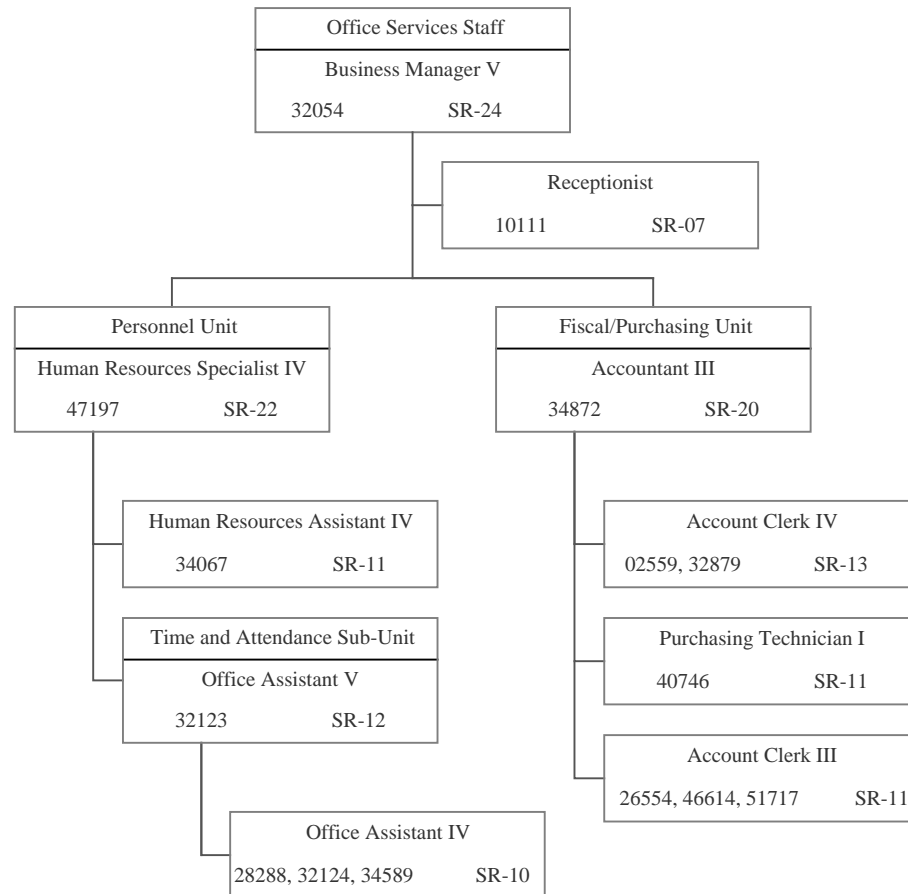 Office Services Staff
Business Manager V
32054 SR-24
Receptionist
10111 SR-07
Personnel Unit
Human Resources Specialist IV
47197 SR-22
Human Resources Assistant IV
34067 SR-11
Time and Attendance Sub-Unit
Office Assistant V
32123 SR-12
Office Assistant IV
28288, 32124, 34589 SR-10
Fiscal/Purchasing Unit
Accountant III
34872 SR-20
Account Clerk IV
02559, 32879 SR-13
Purchasing Technician I
40746 SR-11
Account Clerk III
26554, 46614, 51717 SR-11